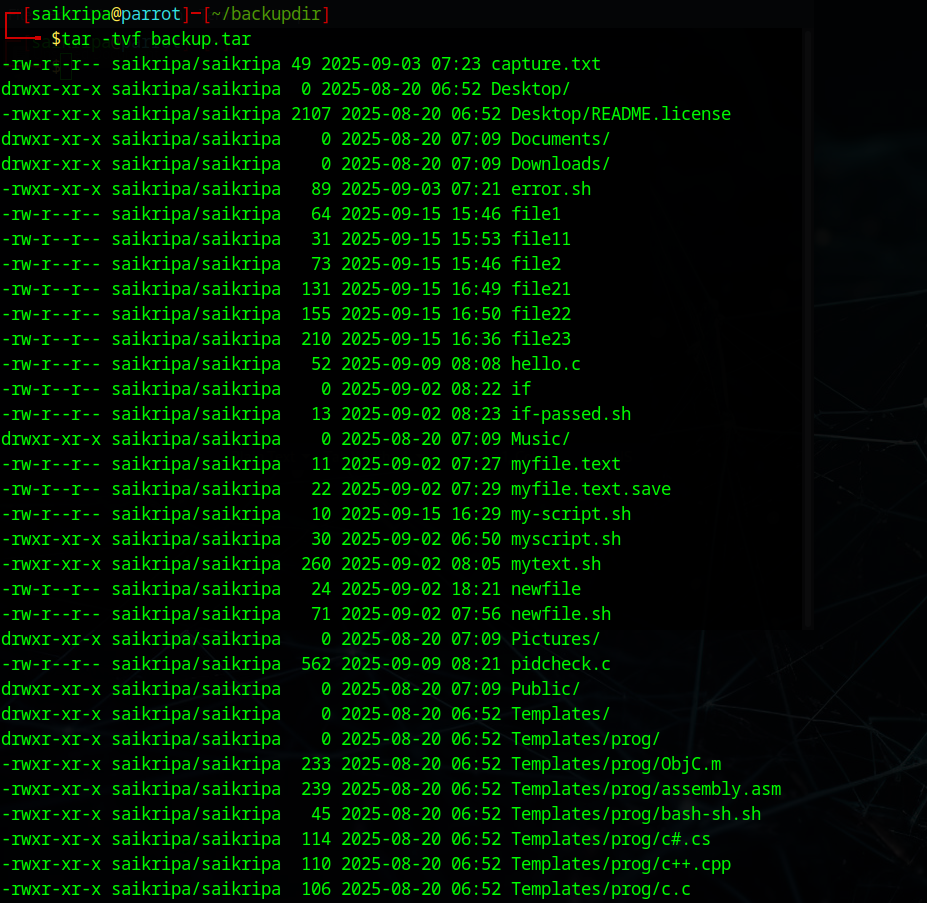 ┌─[saikripa@parrot]─[~/backupdir]
└──╼ $tar -tvf backup.tar
-rw-r--r-- saikripa/saikripa 49 2025-09-03 07:23 capture.txt
drwxr-xr-x saikripa/saikripa  0 2025-08-20 06:52 Desktop/
-rwxr-xr-x saikripa/saikripa 2107 2025-08-20 06:52 Desktop/README.license
drwxr-xr-x saikripa/saikripa    0 2025-08-20 07:09 Documents/
drwxr-xr-x saikripa/saikripa    0 2025-08-20 07:09 Downloads/
-rwxr-xr-x saikripa/saikripa   89 2025-09-03 07:21 error.sh
-rw-r--r-- saikripa/saikripa   64 2025-09-15 15:46 file1
-rw-r--r-- saikripa/saikripa   31 2025-09-15 15:53 file11
-rw-r--r-- saikripa/saikripa   73 2025-09-15 15:46 file2
-rw-r--r-- saikripa/saikripa  131 2025-09-15 16:49 file21
-rw-r--r-- saikripa/saikripa  155 2025-09-15 16:50 file22
-rw-r--r-- saikripa/saikripa  210 2025-09-15 16:36 file23
-rw-r--r-- saikripa/saikripa   52 2025-09-09 08:08 hello.c
-rw-r--r-- saikripa/saikripa    0 2025-09-02 08:22 if
-rw-r--r-- saikripa/saikripa   13 2025-09-02 08:23 if-passed.sh
drwxr-xr-x saikripa/saikripa    0 2025-08-20 07:09 Music/
-rw-r--r-- saikripa/saikripa   11 2025-09-02 07:27 myfile.text
-rw-r--r-- saikripa/saikripa   22 2025-09-02 07:29 myfile.text.save
-rw-r--r-- saikripa/saikripa   10 2025-09-15 16:29 my-script.sh
-rwxr-xr-x saikripa/saikripa   30 2025-09-02 06:50 myscript.sh
-rwxr-xr-x saikripa/saikripa  260 2025-09-02 08:05 mytext.sh
-rw-r--r-- saikripa/saikripa   24 2025-09-02 18:21 newfile
-rw-r--r-- saikripa/saikripa   71 2025-09-02 07:56 newfile.sh
drwxr-xr-x saikripa/saikripa    0 2025-08-20 07:09 Pictures/
-rw-r--r-- saikripa/saikripa  562 2025-09-09 08:21 pidcheck.c
drwxr-xr-x saikripa/saikripa    0 2025-08-20 07:09 Public/
drwxr-xr-x saikripa/saikripa    0 2025-08-20 06:52 Templates/
drwxr-xr-x saikripa/saikripa    0 2025-08-20 06:52 Templates/prog/
-rwxr-xr-x saikripa/saikripa  233 2025-08-20 06:52 Templates/prog/ObjC.m
-rwxr-xr-x saikripa/saikripa  239 2025-08-20 06:52 Templates/prog/assembly.asm
-rwxr-xr-x saikripa/saikripa   45 2025-08-20 06:52 Templates/prog/bash-sh.sh
-rwxr-xr-x saikripa/saikripa  114 2025-08-20 06:52 Templates/prog/c#.cs
-rwxr-xr-x saikripa/saikripa  110 2025-08-20 06:52 Templates/prog/c++.cpp
-rwxr-xr-x saikripa/saikripa  106 2025-08-20 06:52 Templates/prog/c.c